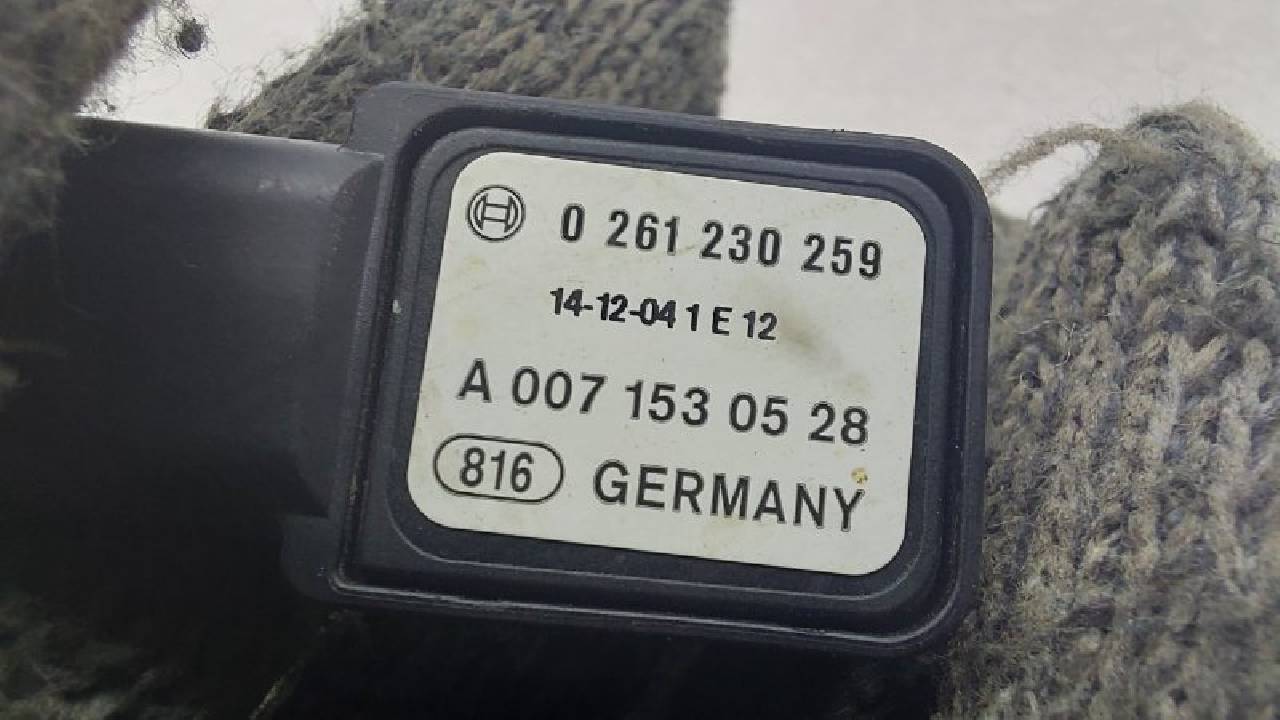 0 261 230 259
14-12-04 1 E 12
A 007 153 05 28
816 GERMANY